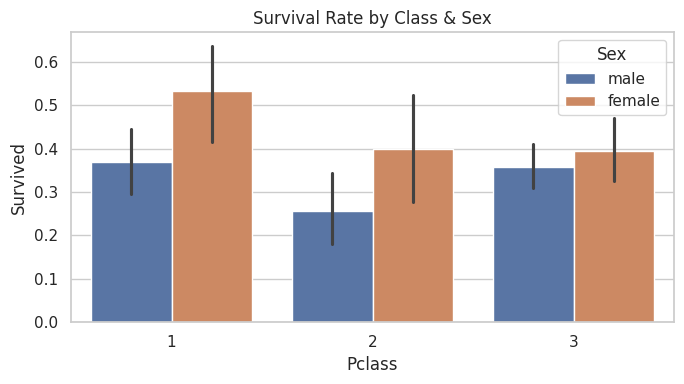 Survival Rate by Class & Sex
Sex
male
female
Survived
0.6
0.5
0.4
0.3
0.2
0.1
0.0
1 2 3
Pclass